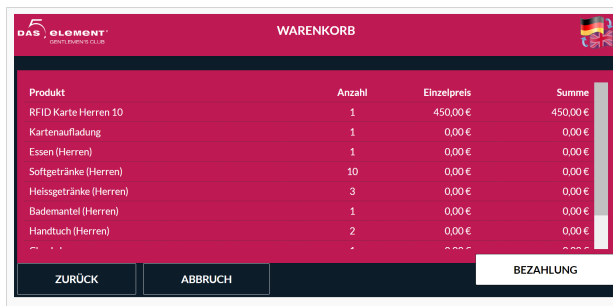 DAS 5 ELEMENT
GENTLEMEN'S CLUB
WARENKORB
Produkt Anzahl Einzelpreis Summe
RFID Karte Herren 10 1 450,00 € 450,00 €
Kartenaufladung 1 0,00 € 0,00 €
Essen (Herren) 1 0,00 € 0,00 €
Softgetränke (Herren) 10 0,00 € 0,00 €
Heissgetränke (Herren) 3 0,00 € 0,00 €
Bademantel (Herren) 1 0,00 € 0,00 €
Handtuch (Herren) 2 0,00 € 0,00 €
ZURÜCK ABBRUCH BEZAHLUNG